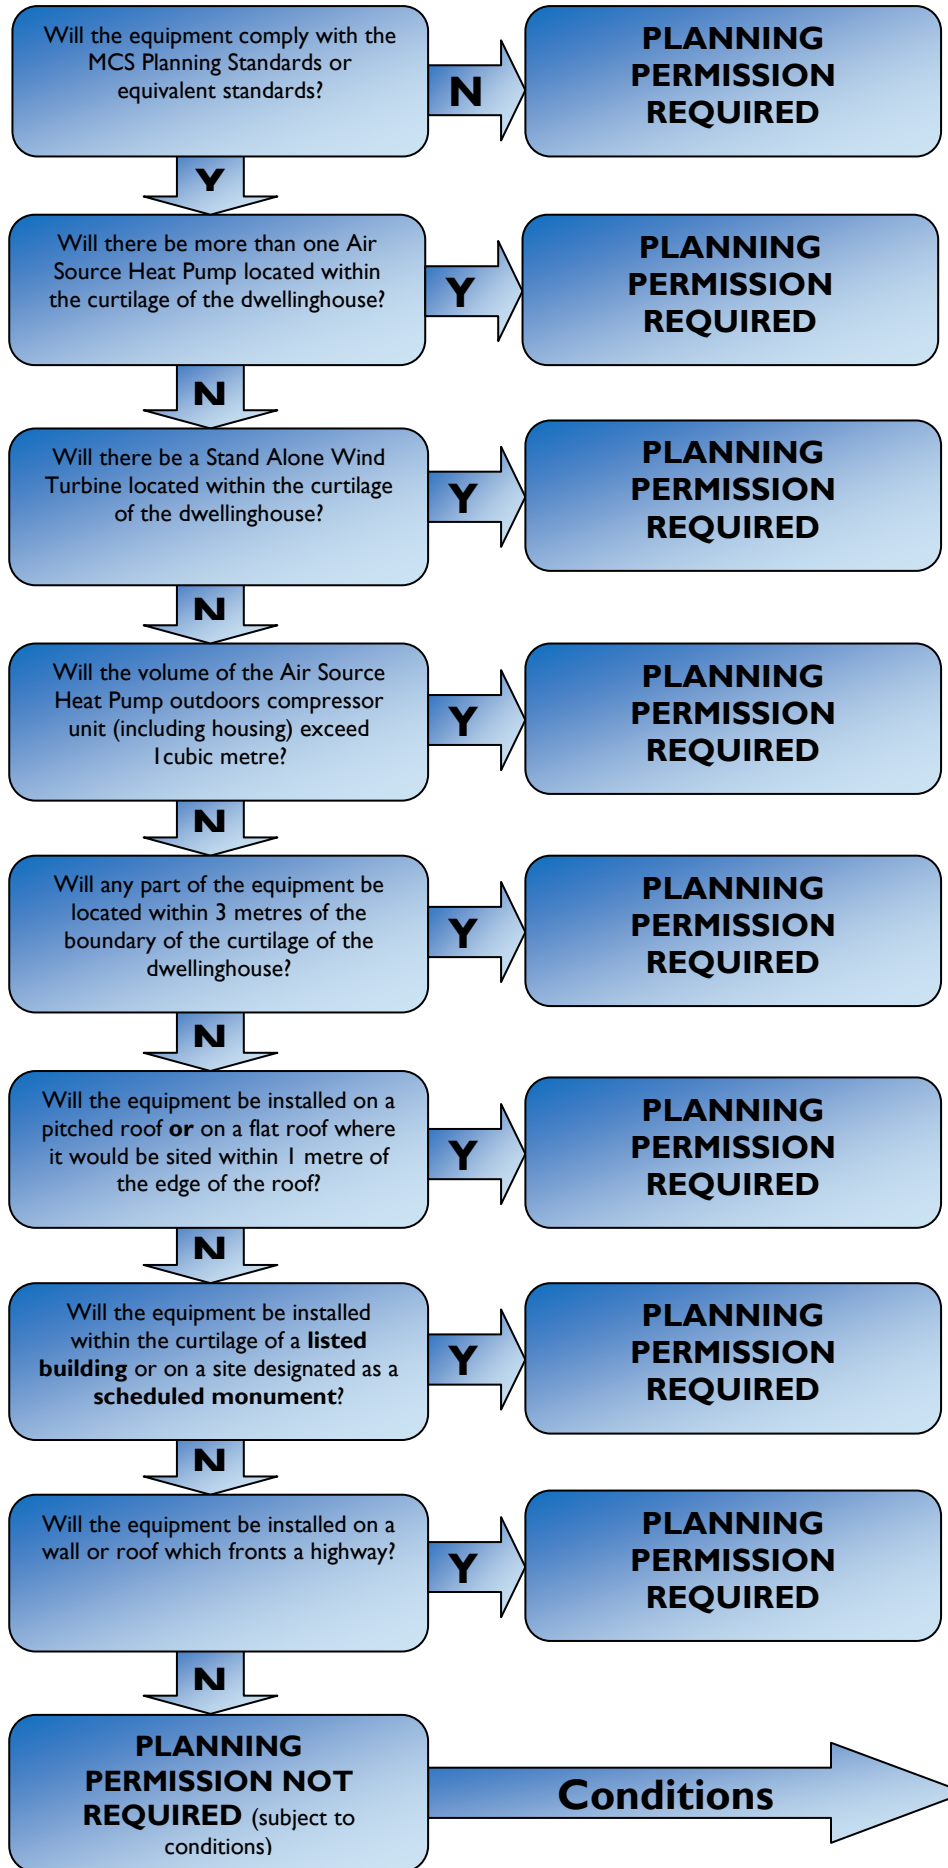 Will the equipment comply with the
MCS Planning Standards or
equivalent standards?
N
PLANNING
PERMISSION
REQUIRED
Y
Will there be more than one Air
Source Heat Pump located within
the curtilage of the dwellinghouse?
Y
PLANNING
PERMISSION
REQUIRED
N
Will there be a Stand Alone Wind
Turbine located within the curtilage
of the dwellinghouse?
Y
PLANNING
PERMISSION
REQUIRED
N
Will the volume of the Air Source
Heat Pump outdoors compressor
unit (including housing) exceed
1cubic metre?
Y
PLANNING
PERMISSION
REQUIRED
N
Will any part of the equipment be
located within 3 metres of the
boundary of the curtilage of the
dwellinghouse?
Y
PLANNING
PERMISSION
REQUIRED
N
Will the equipment be installed on a
pitched roof or on a flat roof where
it would be sited within 1 metre of
the edge of the roof?
Y
PLANNING
PERMISSION
REQUIRED
N
Will the equipment be installed
within the curtilage of a listed
building or on a site designated as a
scheduled monument?
Y
PLANNING
PERMISSION
REQUIRED
N
Will the equipment be installed on a
wall or roof which fronts a highway?
Y
PLANNING
PERMISSION
REQUIRED
N
PLANNING
PERMISSION NOT
REQUIRED (subject to
conditions)
Conditions